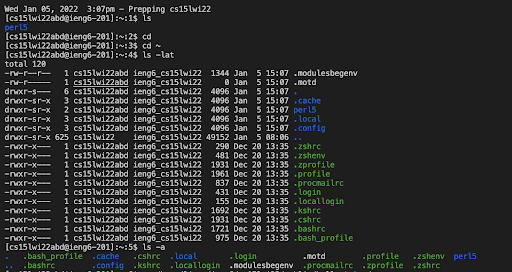 Wed Jan 05, 2022  3:07pm - Prepping cs15lwi22
[cs15lwi22abd@ieng6-201]:~:1$ ls
perl5
[cs15lwi22abd@ieng6-201]:~:2$ cd
[cs15lwi22abd@ieng6-201]:~:3$ cd ~
[cs15lwi22abd@ieng6-201]:~:4$ ls -lat
total 120
-rw-r--r--   1 cs15lwi22abd ieng6_cs15lwi22  1344 Jan  5 15:07 .modulesbegenv
-rw-r-----   1 cs15lwi22abd ieng6_cs15lwi22     0 Jan  5 15:07 .motd
drwxr-s---   6 cs15lwi22abd ieng6_cs15lwi22  4096 Jan  5 15:07 .
drwxr-sr-x   3 cs15lwi22abd ieng6_cs15lwi22  4096 Jan  5 15:07 .cache
drwxr-sr-x   2 cs15lwi22abd ieng6_cs15lwi22  4096 Jan  5 15:07 perl5
drwxr-sr-x   3 cs15lwi22abd ieng6_cs15lwi22  4096 Jan  5 15:07 .local
drwxr-sr-x   3 cs15lwi22abd ieng6_cs15lwi22  4096 Jan  5 15:07 .config
drwxr-sr-x 625 cs15lwi22abd ieng6_cs15lwi22 49152 Jan  5 08:06 ..
-rwxr-x---   1 cs15lwi22abd ieng6_cs15lwi22   290 Dec 20 13:35 .zshrc
-rwxr-x---   1 cs15lwi22abd ieng6_cs15lwi22   481 Dec 20 13:35 .zshenv
-rwxr-x---   1 cs15lwi22abd ieng6_cs15lwi22  1931 Dec 20 13:35 .zprofile
-rwxr-x---   1 cs15lwi22abd ieng6_cs15lwi22  1961 Dec 20 13:35 .profile
-rwxr-x---   1 cs15lwi22abd ieng6_cs15lwi22   837 Dec 20 13:35 .procmailrc
-rwxr-x---   1 cs15lwi22abd ieng6_cs15lwi22   431 Dec 20 13:35 .login
-rwxr-x---   1 cs15lwi22abd ieng6_cs15lwi22   155 Dec 20 13:35 .locallogin
-rwxr-x---   1 cs15lwi22abd ieng6_cs15lwi22  1692 Dec 20 13:35 .kshrc
-rwxr-x---   1 cs15lwi22abd ieng6_cs15lwi22  1931 Dec 20 13:35 .cshrc
-rwxr-x---   1 cs15lwi22abd ieng6_cs15lwi22  1721 Dec 20 13:35 .bashrc
-rwxr-x---   1 cs15lwi22abd ieng6_cs15lwi22   975 Dec 20 13:35 .bash_profile
[cs15lwi22abd@ieng6-201]:~:5$ ls -a
.   .bash_profile  .cache   .cshrc  .local       .login          .motd        .profile   .zshenv  perl5
..  .bashrc        .config  .kshrc  .locallogin  .modulesbegenv  .procmailrc  .zprofile  .zshrc